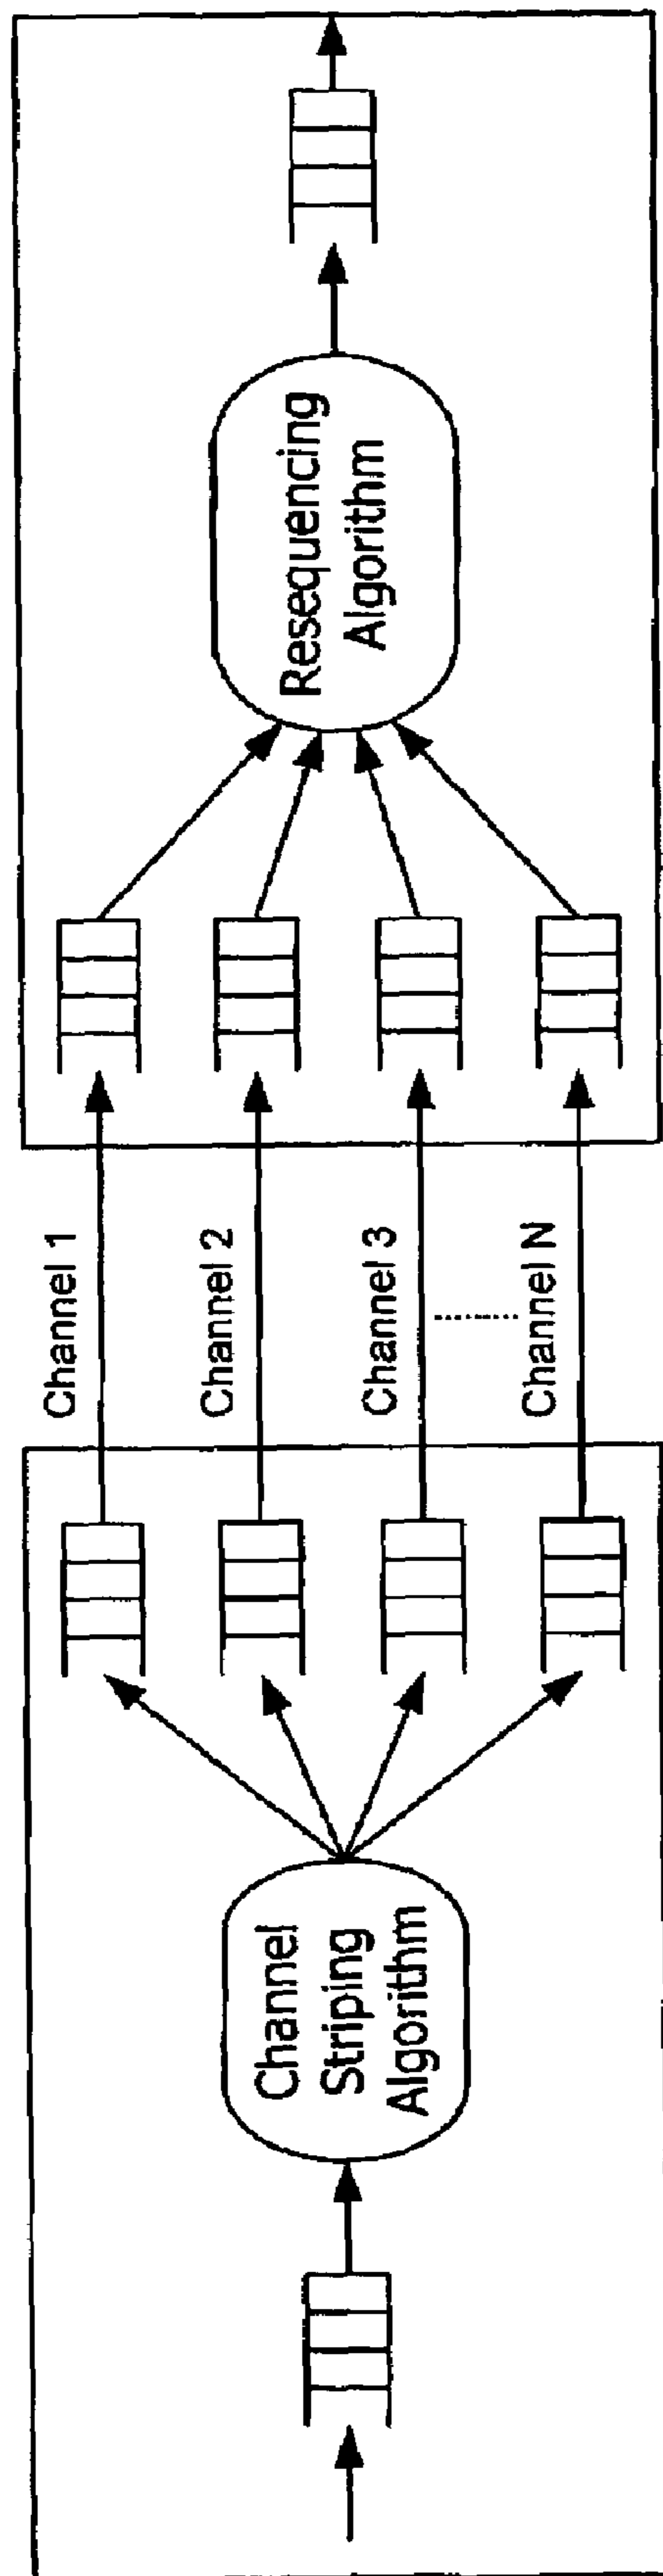 Channel
Striping
Algorithm
Channel 1
Channel 2
Channel 3
Channel N
Resequencing
Algorithm